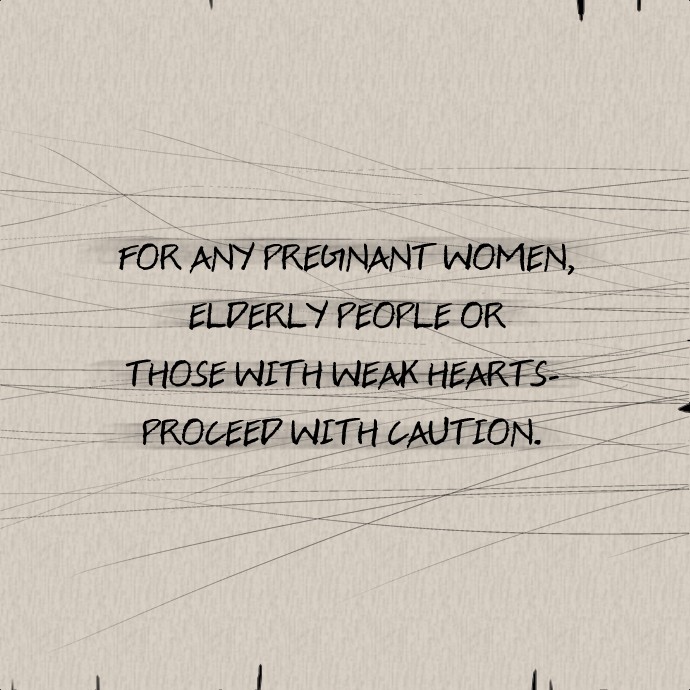 FOR ANY PREGNANT WOMEN,
ELDERLY PEOPLE OR
THOSE WITH WEAK HEARTS-
PROCEED WITH CAUTION.